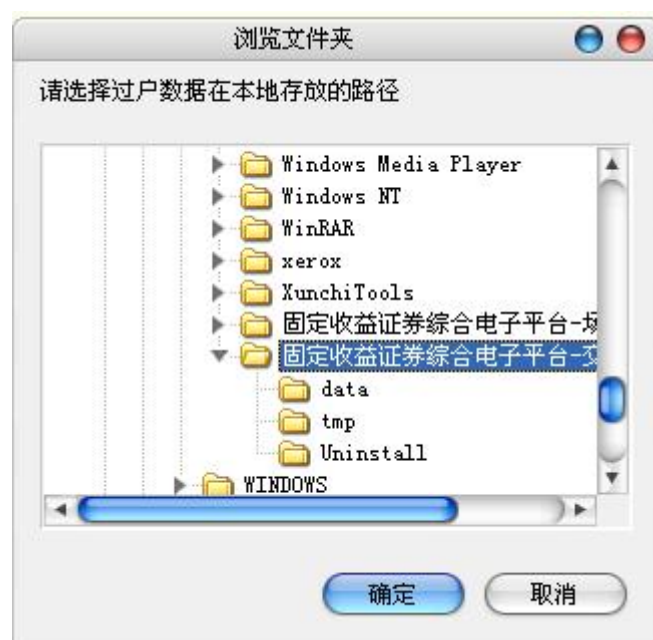 浏览文件夹
请选择过户数据在本地存放的路径
Windows Media Player
Windows NT
WinRAR
xerox
XunchiTools
固定收益证券综合电子平台-场
固定收益证券综合电子平台-交
data
tmp
Uninstall
WINDOWS
确定
取消